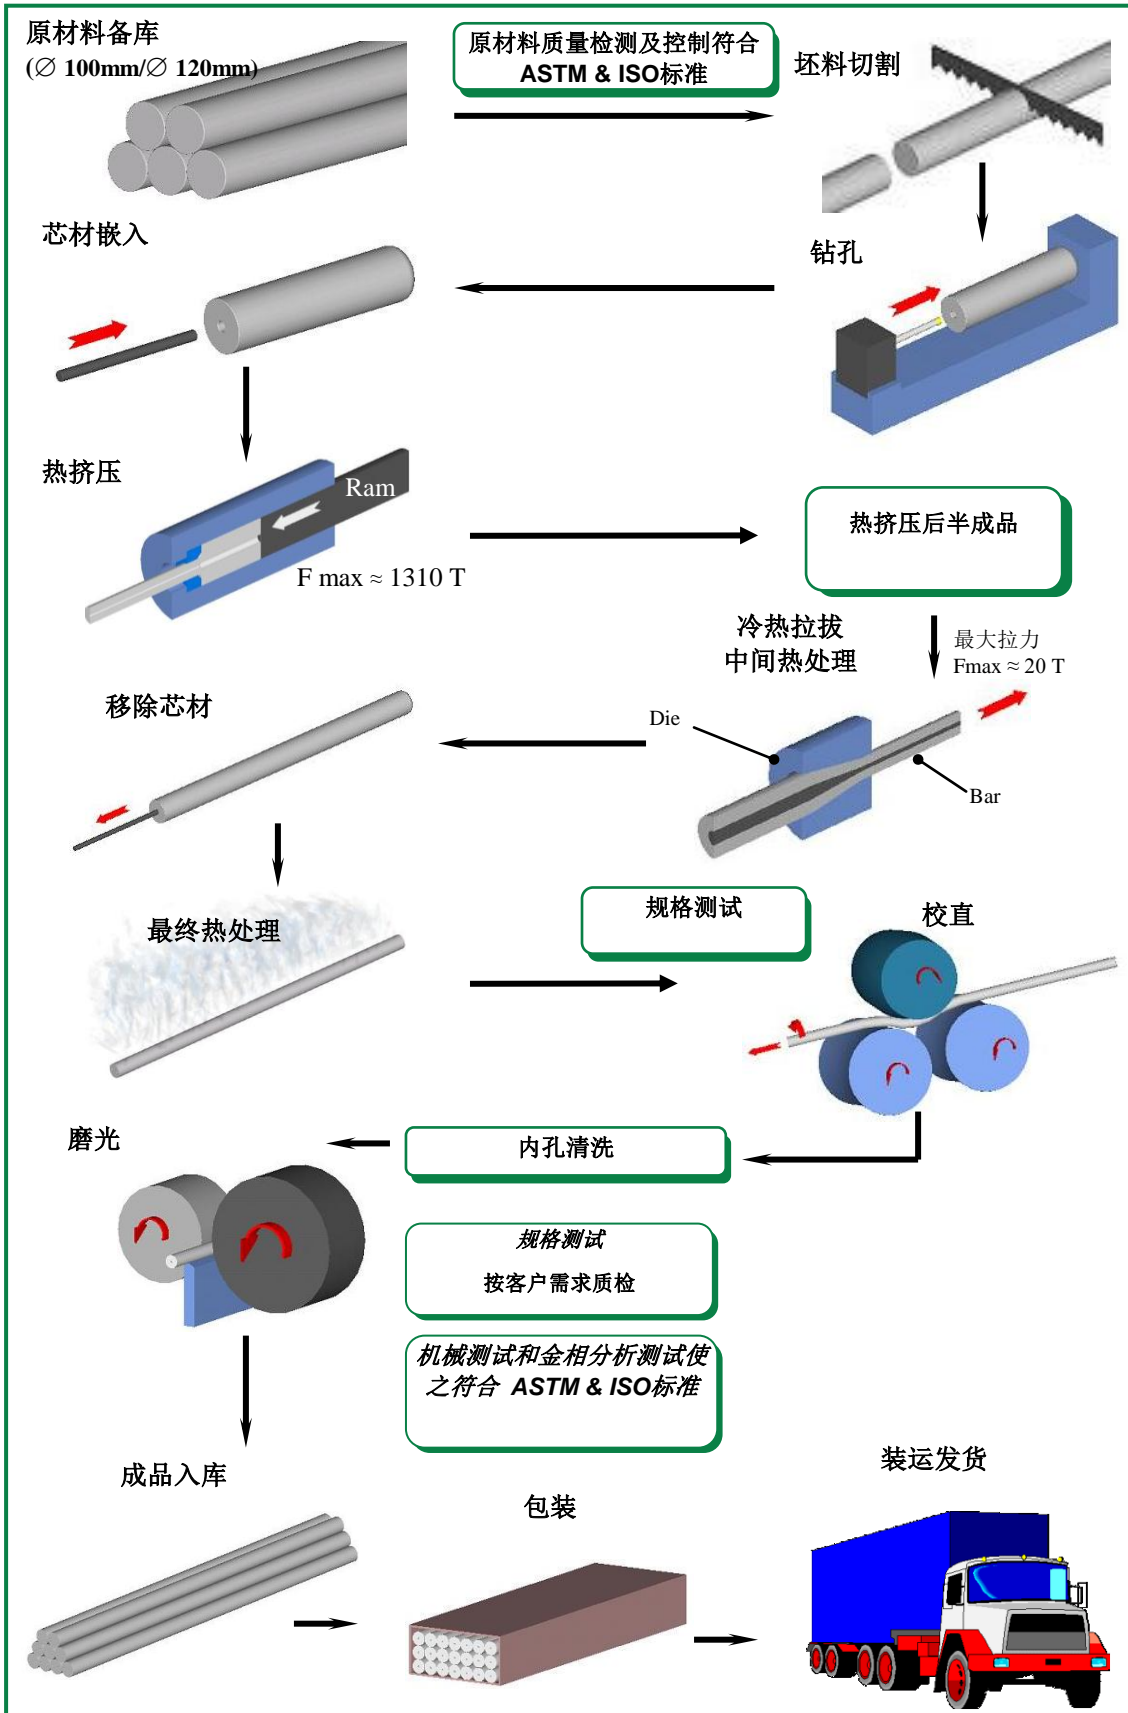 原材料备库
(∅ 100mm/∅ 120mm)
原材料质量检测及控制符合
ASTM & ISO标准
坯料切割
芯材嵌入
钻孔
热挤压
Ram
F max ≈ 1310 T
热挤压后半成品
冷热拉拔
中间热处理
最大拉力
Fmax ≈ 20 T
移除芯材
Die
Bar
最终热处理
规格测试
校直
磨光
内孔清洗
规格测试
按客户需求质检
机械测试和金相分析测试使
之符合 ASTM & ISO标准
成品入库
包装
装运发货